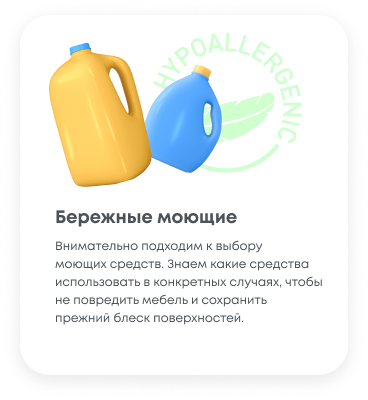 HYPOALLERGENIC
Бережные моющие
Внимательно подходим к выбору
моющих средств. Знаем какие средства
использовать в конкретных случаях, чтобы
не повредить мебель и сохранить
прежний блеск поверхностей.